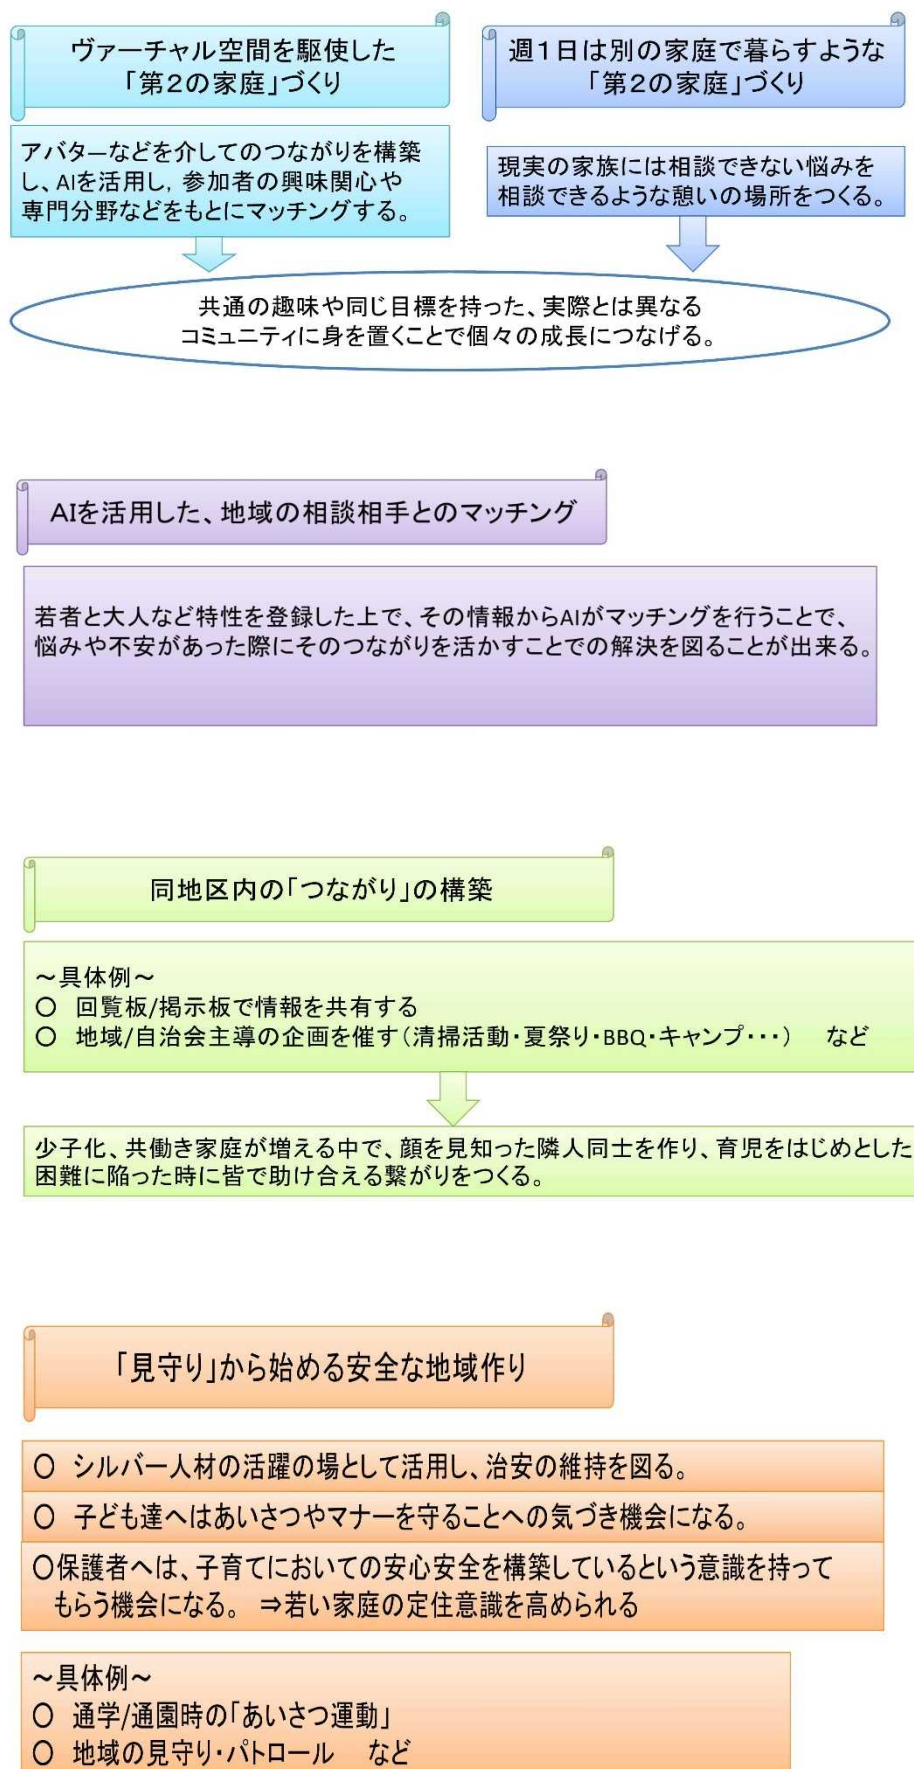 ヴァーチャル空間を駆使した
「第２の家庭」づくり
アバターなどを介してのつながりを構築
し、AIを活用し，参加者の興味関心や
専門分野などをもとにマッチングする。
週１日は別の家庭で暮らすような
「第２の家庭」づくり
現実の家族には相談できない悩みを
相談できるような憩いの場所をつくる。
共通の趣味や同じ目標を持った、実際とは異なる
コミュニティに身を置くことで個々の成長につなげる。
AIを活用した、地域の相談相手とのマッチング
若者と大人など特性を登録した上で、その情報からAIがマッチングを行うことで、
悩みや不安があった際にそのつながりを活かすことでの解決を図ることが出来る。
同地区内の「つながり」の構築
～具体例～
○ 回覧板/掲示板で情報を共有する
○ 地域/自治会主導の企画を催す（清掃活動・夏祭り・BBQ・キャンプ・・・） など
少子化、共働き家庭が増える中で、顔を見知った隣人同士を作り、育児をはじめとした
困難に陥った時に皆で助け合える繋がりをつくる。
「見守り」から始める安全な地域作り
○ シルバー人材の活躍の場として活用し、治安の維持を図る。
○ 子ども達へはあいさつやマナーを守ることへの気づき機会になる。
○保護者へは、子育てにおいての安心安全を構築しているという意識を持って
もらう機会になる。 ⇒若い家庭の定住意識を高められる
～具体例～
○ 通学/通園時の「あいさつ運動」
○ 地域の見守り・パトロール など